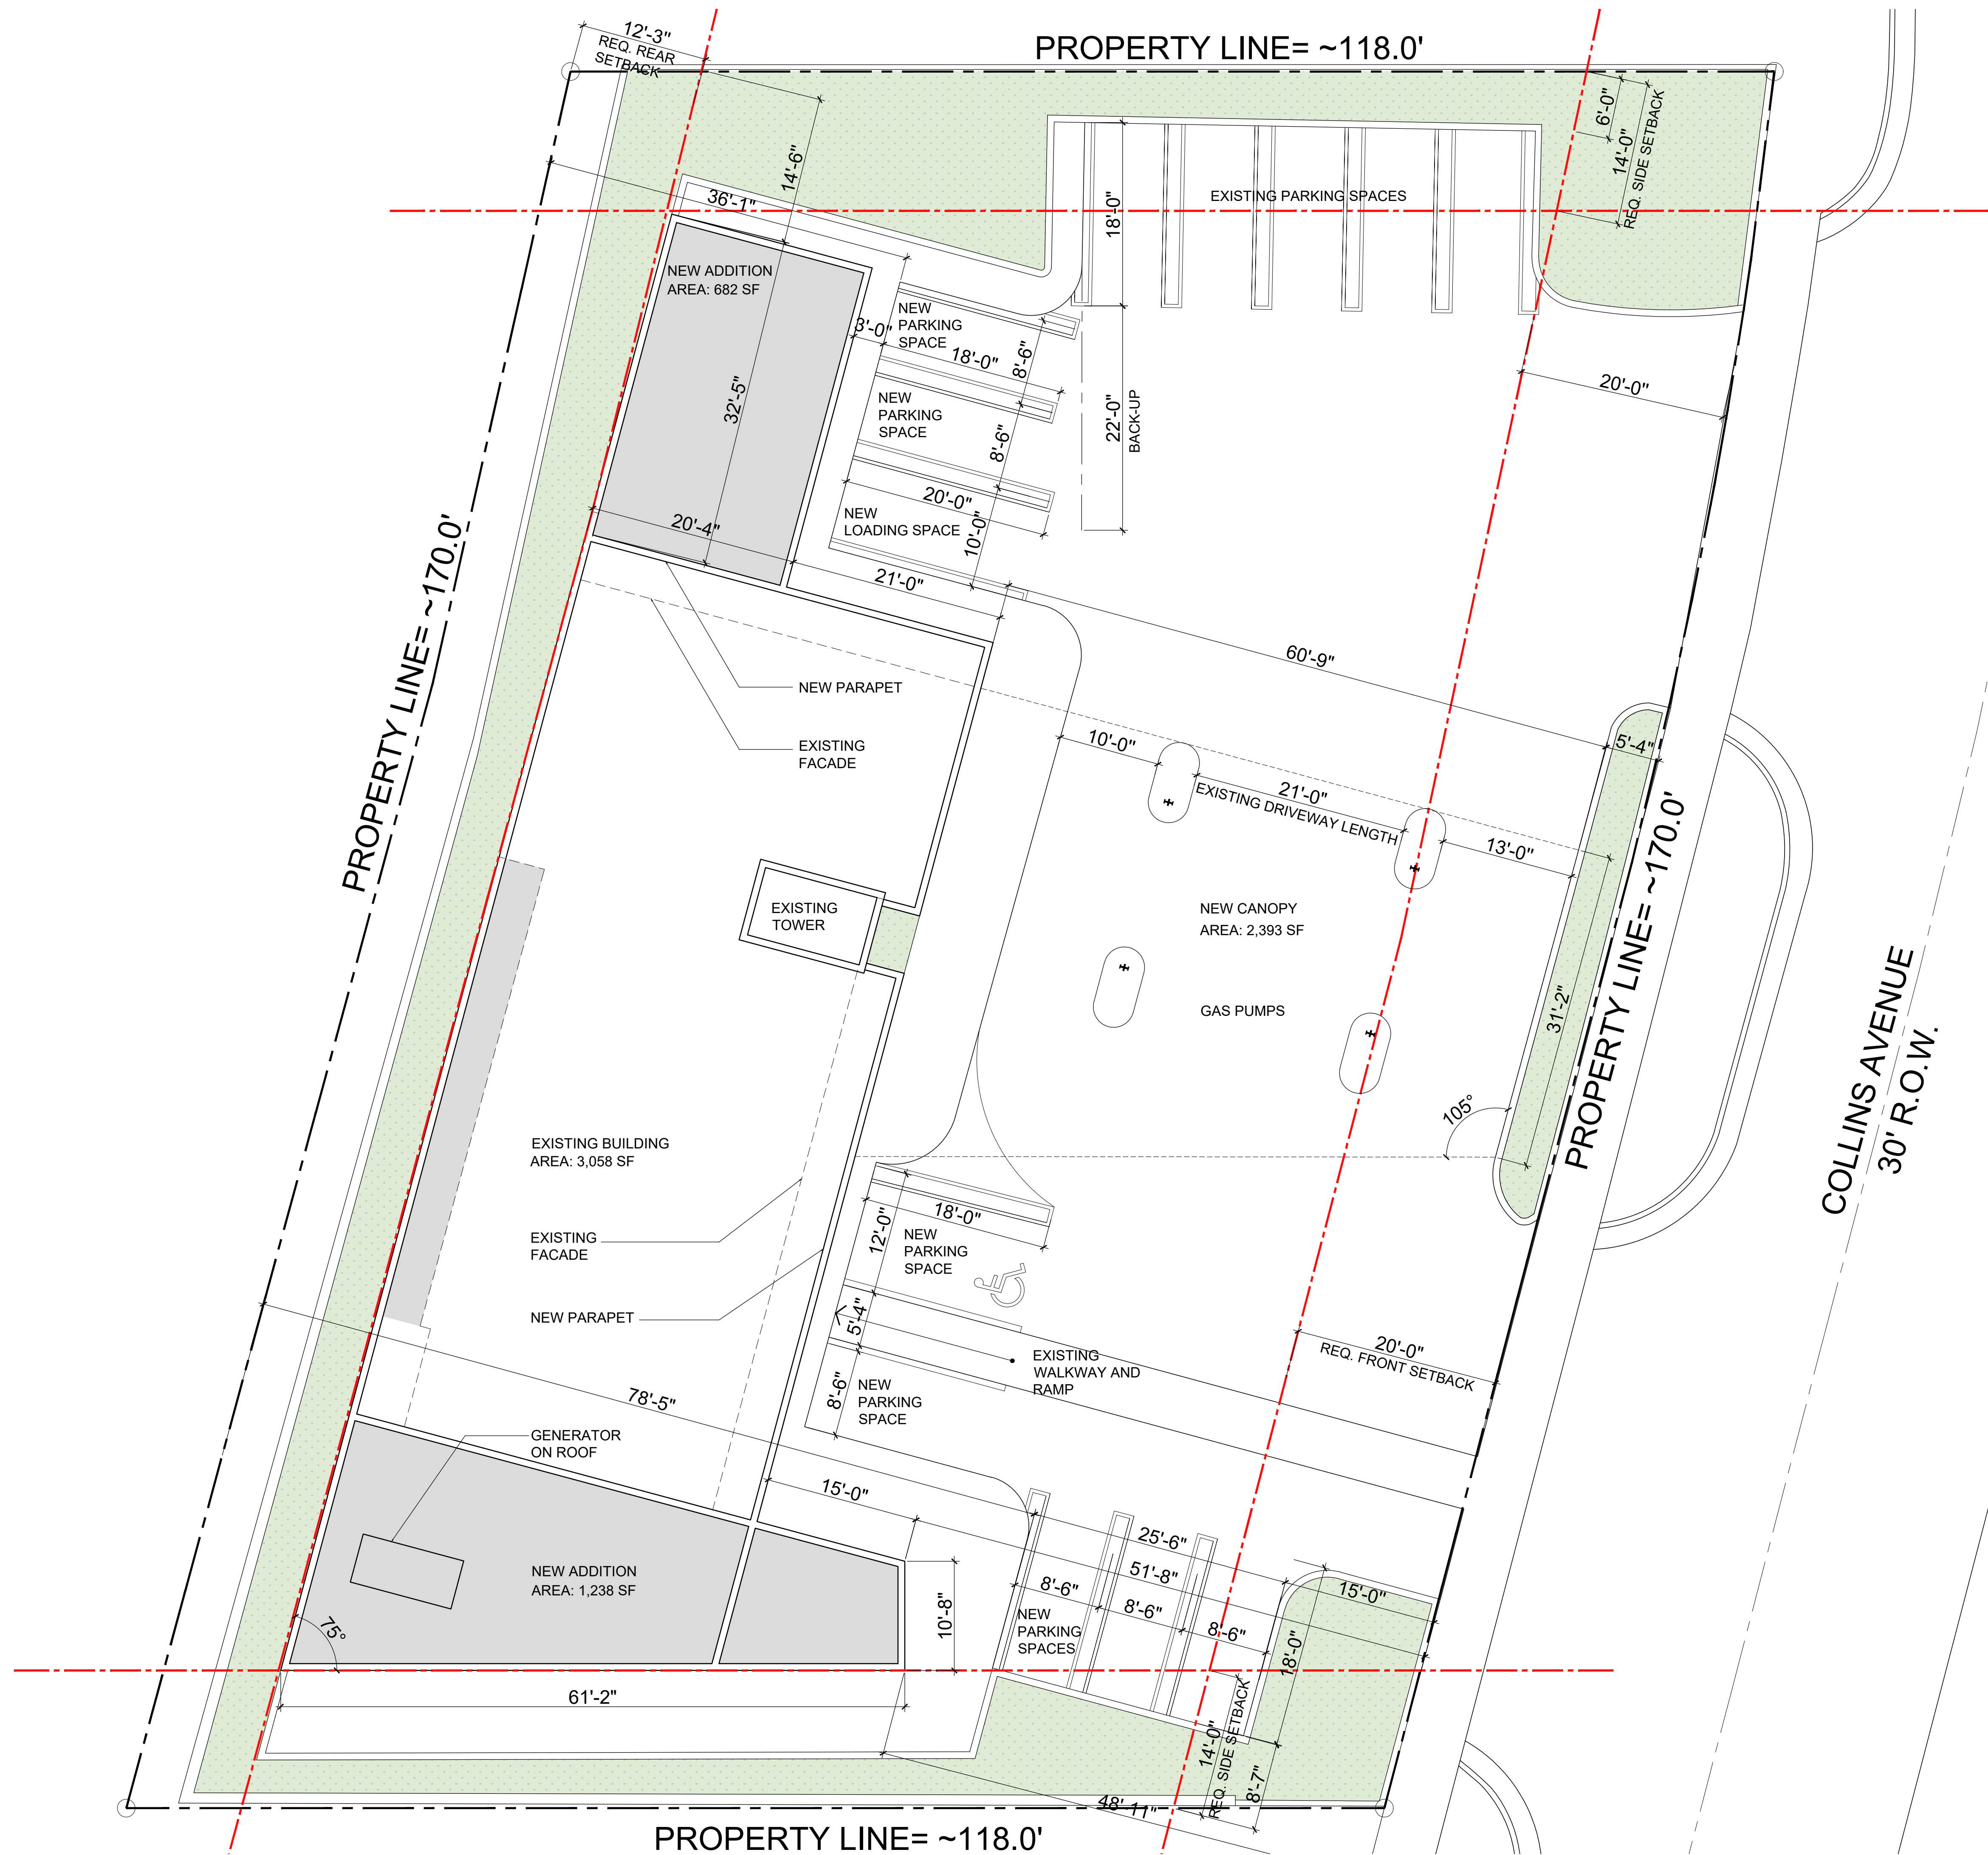 12'-3"
REQ. REAR
SETBACK
PROPERTY LINE= ~118.0'
6'-0"
14'-0"
REQ. SIDE SETBACK
14'-6"
36'-1"
18'-0"
EXISTING PARKING SPACES
NEW ADDITION
AREA: 682 SF
NEW
PARKING
SPACE
3'-0"
18'-0"
8'-6"
20'-0"
32'-5"
NEW
PARKING
SPACE
8'-6"
22'-0"
BACK-UP
20'-0"
NEW
LOADING SPACE
10'-0"
20'-4"
21'-0"
PROPERTY LINE= ~170.0'
60'-9"
NEW PARAPET
EXISTING
FACADE
10'-0"
5'-4"
21'-0"
EXISTING DRIVEWAY LENGTH
13'-0"
EXISTING
TOWER
NEW CANOPY
AREA: 2,393 SF
PROPERTY LINE= ~170.0'
31'-2"
GAS PUMPS
COLLINS AVENUE
30' R.O.W.
105°
EXISTING BUILDING
AREA: 3,058 SF
18'-0"
12'-0"
NEW
PARKING
SPACE
EXISTING
FACADE
NEW PARAPET
5'-4"
20'-0"
REQ. FRONT SETBACK
EXISTING
WALKWAY AND
RAMP
8'-6"
NEW
PARKING
SPACE
78'-5"
GENERATOR
ON ROOF
15'-0"
25'-6"
51'-8"
15'-0"
8'-6"
8'-6"
8'-6"
NEW ADDITION
AREA: 1,238 SF
10'-8"
NEW
PARKING
SPACES
75°
18'-0"
61'-2"
14'-0"
REQ. SIDE SETBACK
8'-7"
48'-11"
PROPERTY LINE= ~118.0'